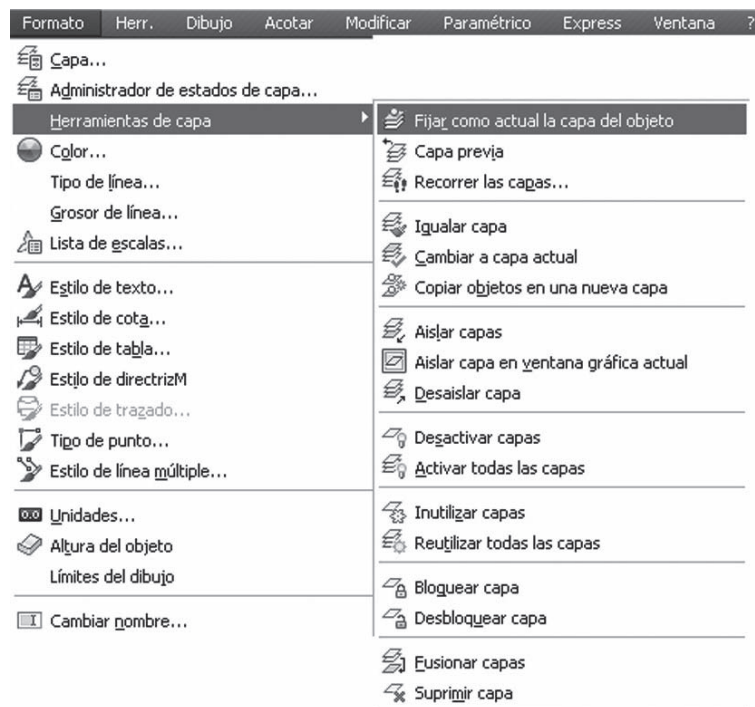 Formato Herr. Dibujo Acotar Modificar Paramétrico Express Ventana ?
Capa...
Administrador de estados de capa...
Herramientas de capa
Color...
Tipo de línea...
Grosor de línea...
Lista de escalas...
Estilo de texto...
Estilo de cota...
Estilo de tabla...
Estilo de directrizM
Estilo de trazado...
Tipo de punto...
Estilo de línea múltiple...
0.0 Unidades...
Altura del objeto
Límites del dibujo
Cambiar nombre...
Fijar como actual la capa del objeto
Capa previa
Recorrer las capas...
Igualar capa
Cambiar a capa actual
Copiar objetos en una nueva capa
Aislar capas
Aislar capa en ventana gráfica actual
Desaislar capa
Desactivar capas
Activar todas las capas
Inutilizar capas
Reutilizar todas las capas
Bloquear capa
Desbloquear capa
Fusionar capas
Suprimir capa